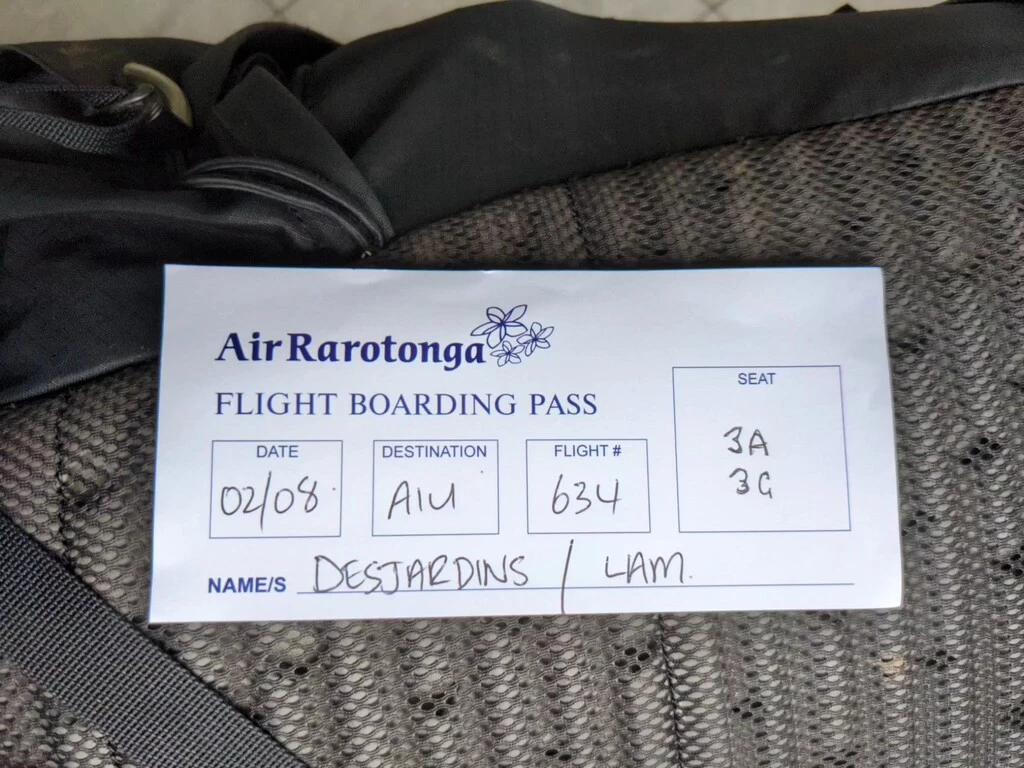 Air Rarotonga
FLIGHT BOARDING PASS
DATE
02/08
DESTINATION
AIU
FLIGHT #
634
SEAT
3A
3C
NAME/S DESJARDINS / LAM.